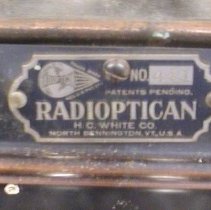 NO.
PATENTS PENDING.
RADIOPTICAN
H. C. WHITE CO.
NORTH BENNINGTON, VT., U.S.A.